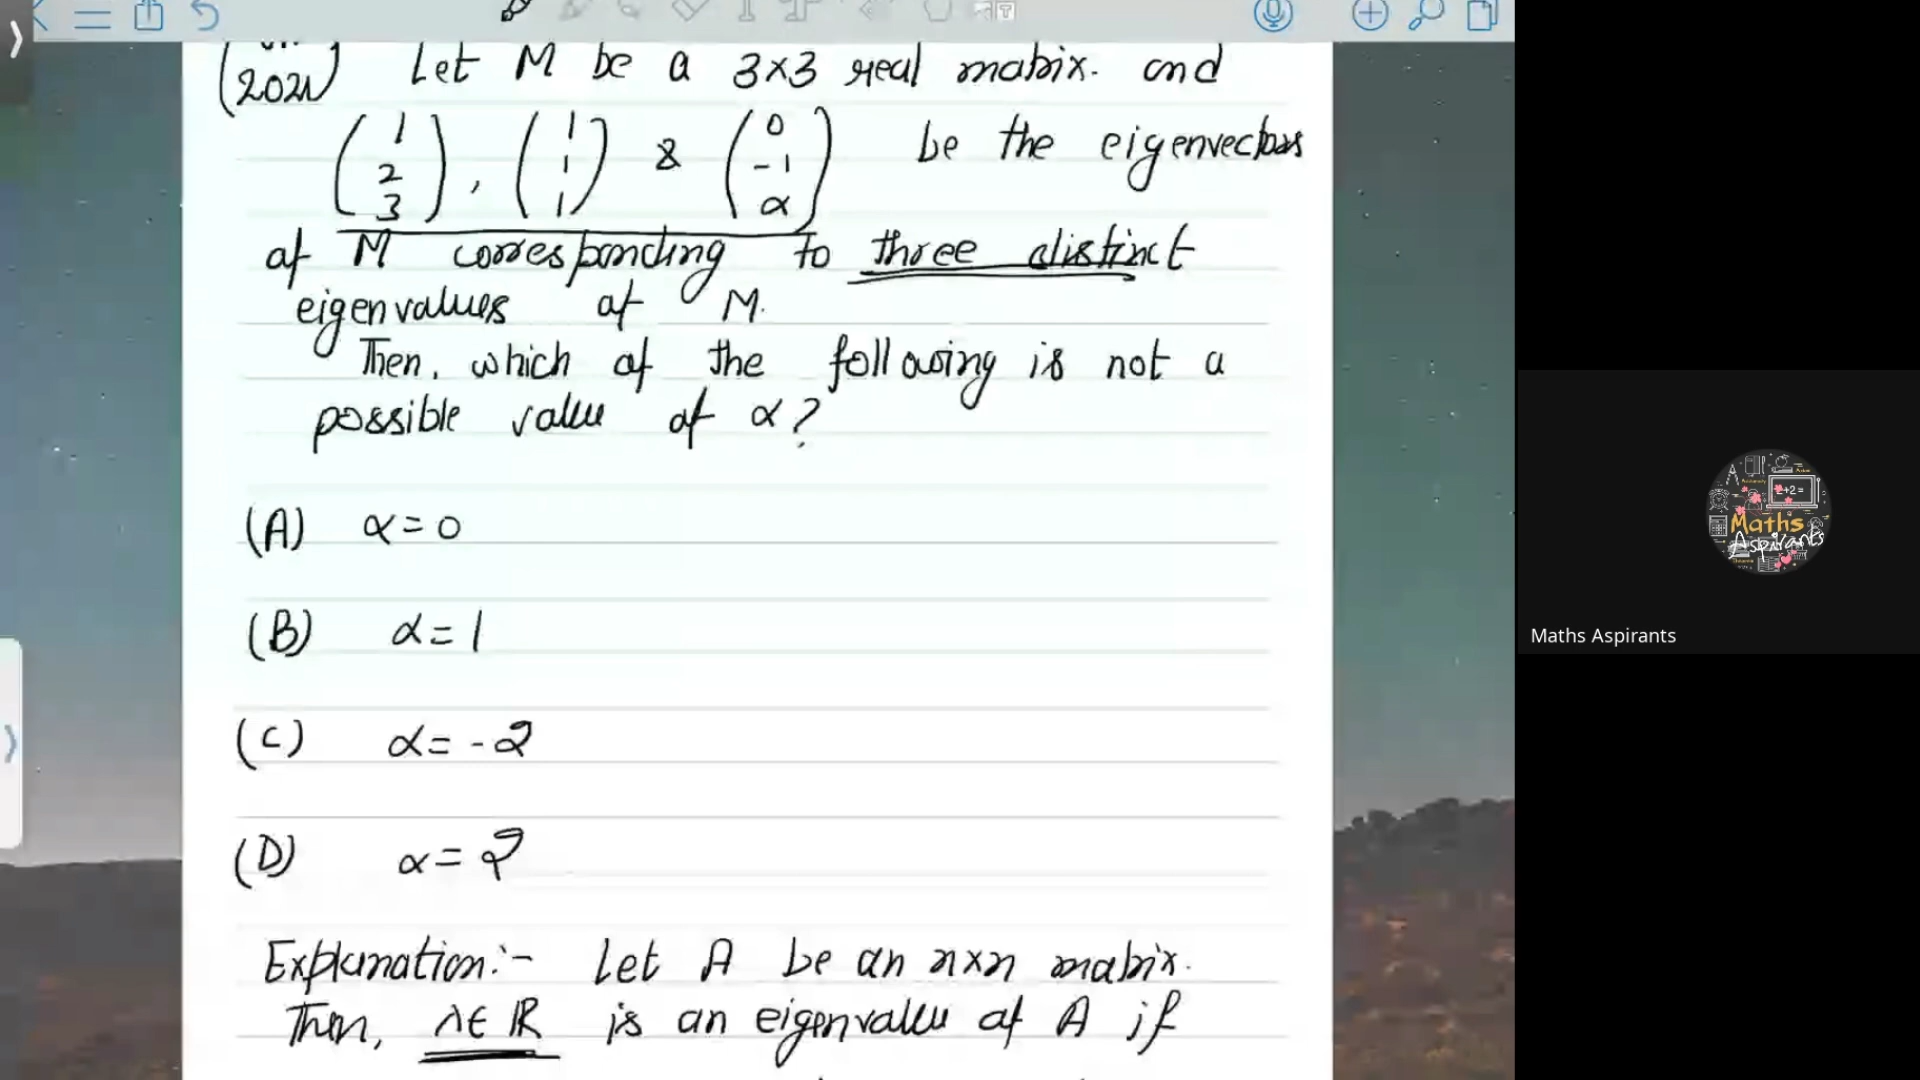 2021) Let M be a 3×3 real matrix. and
(1 2 3), (1 1 1) & (0 -1 α) be the eigenvectors
of M corresponding to three distinct
eigenvalues of M.
Then, which of the following is not a
possible value of α?
(A) α = 0
(B) α = 1
(C) α = -2
(D) α = 2
Explanation:- Let A be an n×n matrix.
Then, λ∈ℝ is an eigenvalue of A if
Maths
Aspirants
Maths Aspirants